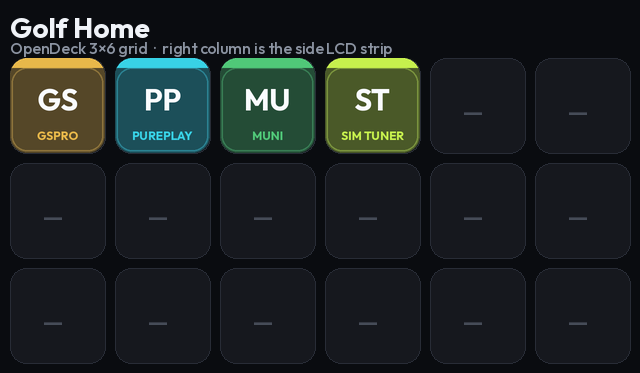 Golf Home
OpenDeck 3×6 grid · right column is the side LCD strip
GS PP MU ST
GSPRO PUREPLAY MUNI SIM TUNER
— —
— — — — — —
— — — — — —